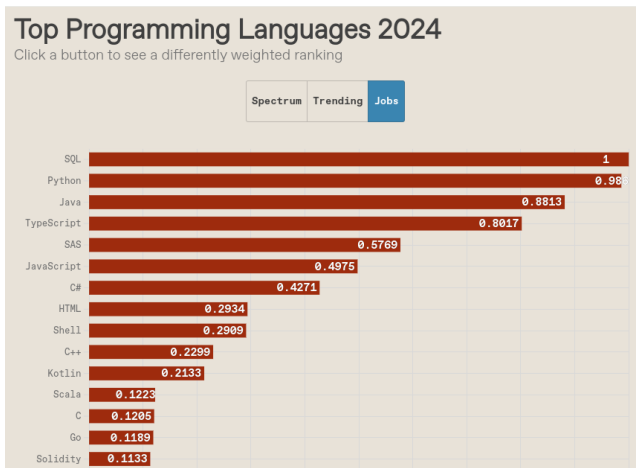 Top Programming Languages 2024
Click a button to see a differently weighted ranking
Spectrum Trending Jobs
SQL 1
Python 0.98
Java 0.8813
TypeScript 0.8017
SAS 0.5769
JavaScript 0.4975
C# 0.4271
HTML 0.2934
Shell 0.2909
C++ 0.2299
Kotlin 0.2133
Scala 0.1223
C 0.1205
Go 0.1189
Solidity 0.1133